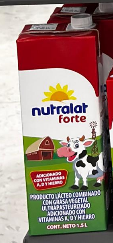 nutralat
forte
ADICIONADO
CON VITAMINAS
A, D Y HIERRO
PRODUCTO LÁCTEO COMBINADO
CON GRASA VEGETAL
ULTRAPASTEURIZADO
ADICIONADO CON
VITAMINAS A, D Y HIERRO
CONT. NETO 1.5 L